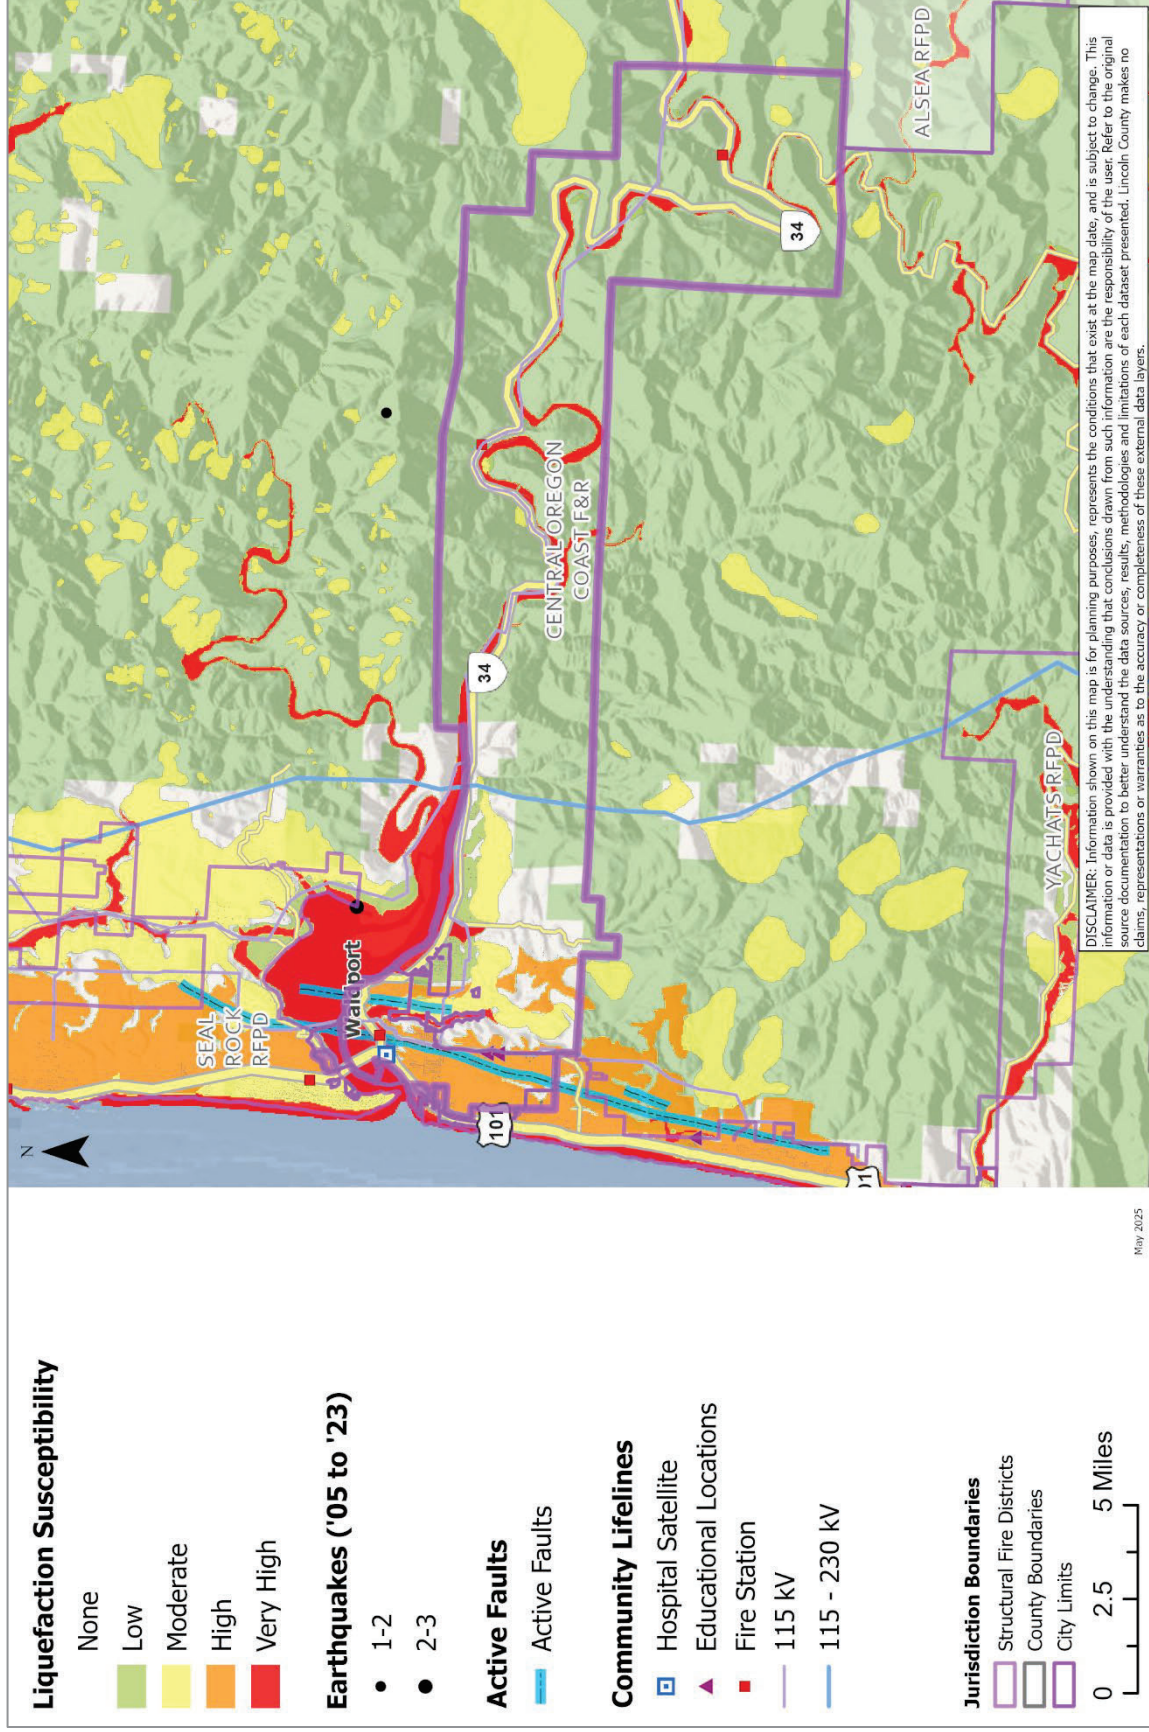 Liquefaction Susceptibility
None
Low
Moderate
High
Very High
Earthquakes ('05 to '23)
1-2
2-3
Active Faults
Active Faults
Community Lifelines
Hospital Satellite
Educational Locations
Fire Station
115 kV
115 - 230 kV
Jurisdiction Boundaries
Structural Fire Districts
County Boundaries
City Limits
0 2.5 5 Miles
May 2025
N
SEAL
ROCK
RFPD
Waldport
101
34
CENTRAL OREGON
COAST F&R
34
ALSEA RFPD
YACHATS RFPD
01
DISCLAIMER: Information shown on this map is for planning purposes, represents the conditions that exist at the map date, and is subject to change. This
information or data is provided with the understanding that conclusions drawn from such information are the responsibility of the user. Refer to the original
source documentation to better understand the data sources, results, methodologies and limitations of each dataset presented. Lincoln County makes no
claims, representations or warranties as to the accuracy or completeness of these external data layers.